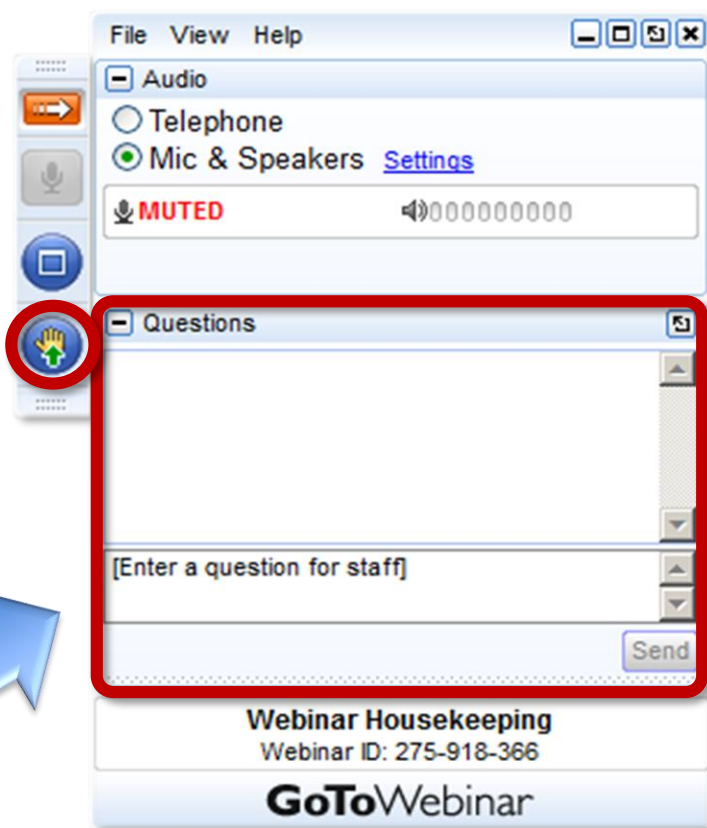 File View Help
Audio
Telephone
Mic & Speakers Settings
MUTED 000000000
Questions
[Enter a question for staff]
Send
Webinar Housekeeping
Webinar ID: 275-918-366
GoToWebinar